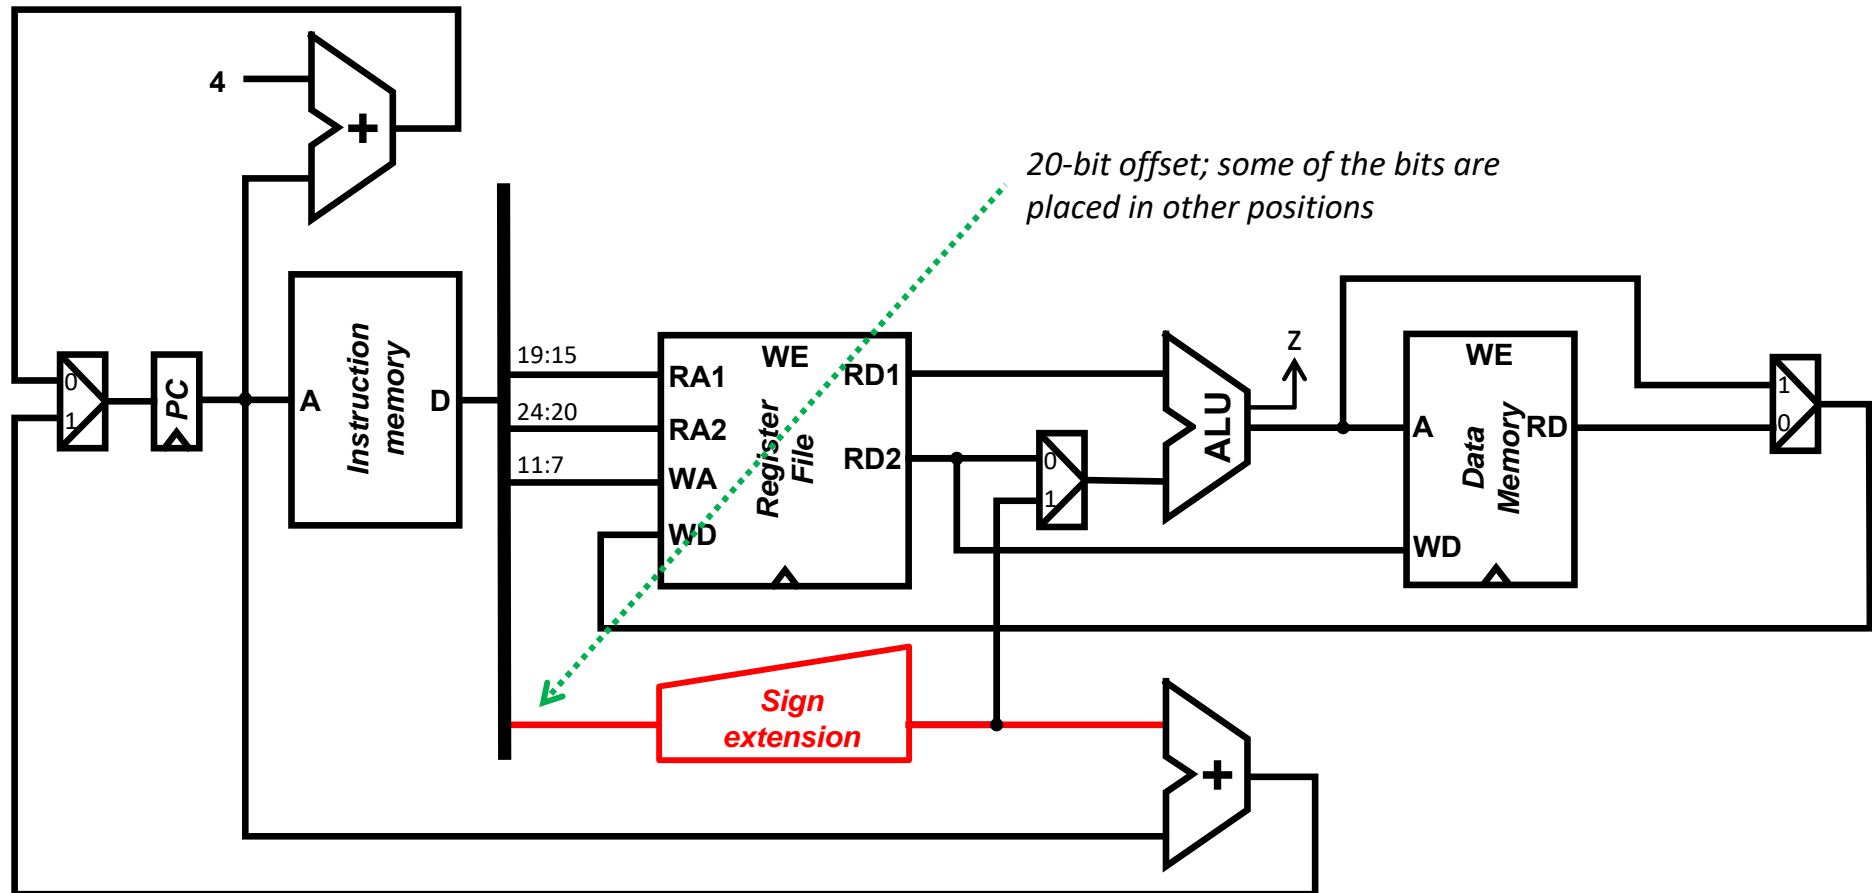 4
+
20-bit offset; some of the bits are
placed in other positions
0
1
PC
A
Instruction
memory
D
19:15
24:20
11:7
RA1
RA2
WA
WD
WE
Register
File
RD1
RD2
0
1
ALU
Z
A
WE
Data
Memory
RD
WD
1
0
Sign
extension
+